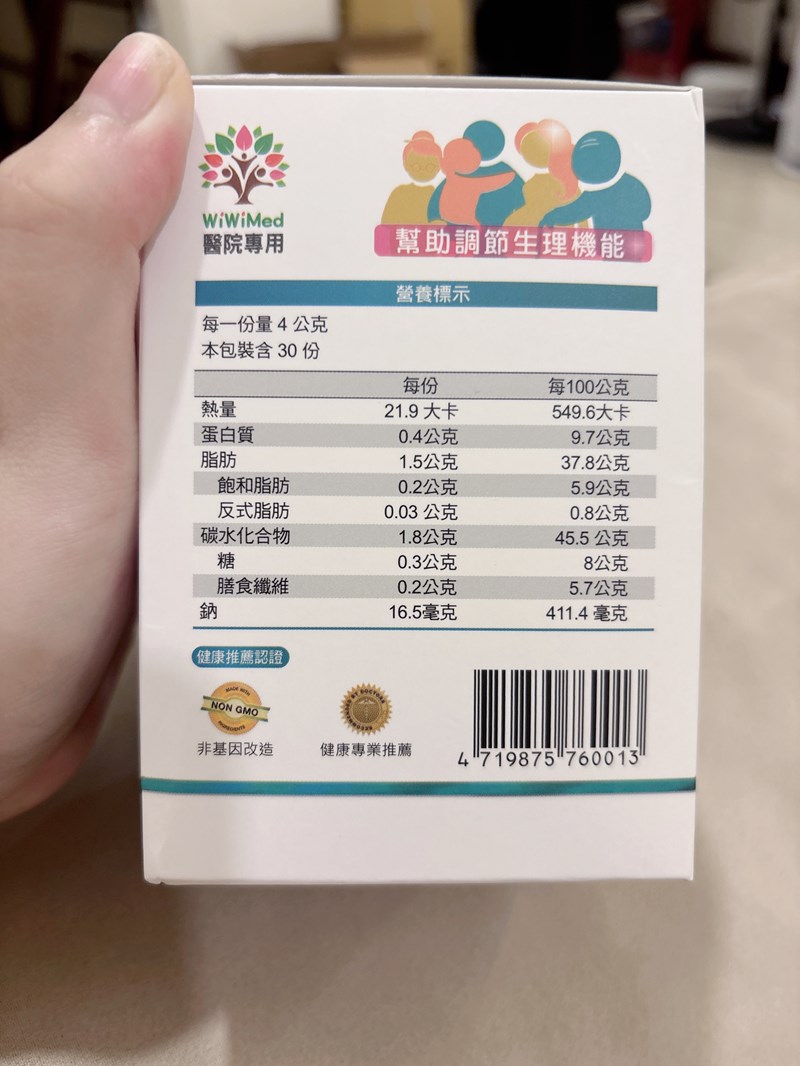 WiWiMed
醫院專用
幫助調節生理機能
營養標示
每一份量 4 公克
本包裝含 30 份
每份 每100公克
熱量 21.9 大卡 549.6大卡
蛋白質 0.4公克 9.7公克
脂肪 1.5公克 37.8公克
飽和脂肪 0.2公克 5.9公克
反式脂肪 0.03 公克 0.8公克
碳水化合物 1.8公克 45.5 公克
糖 0.3公克 8公克
膳食纖維 0.2公克 5.7公克
鈉 16.5毫克 411.4 毫克
健康推薦認證
MADE WITH
NON GMO
INGREDIENTS
RECOMMENDED BY DOCTORS
非基因改造
健康專業推薦
4 719875 760013